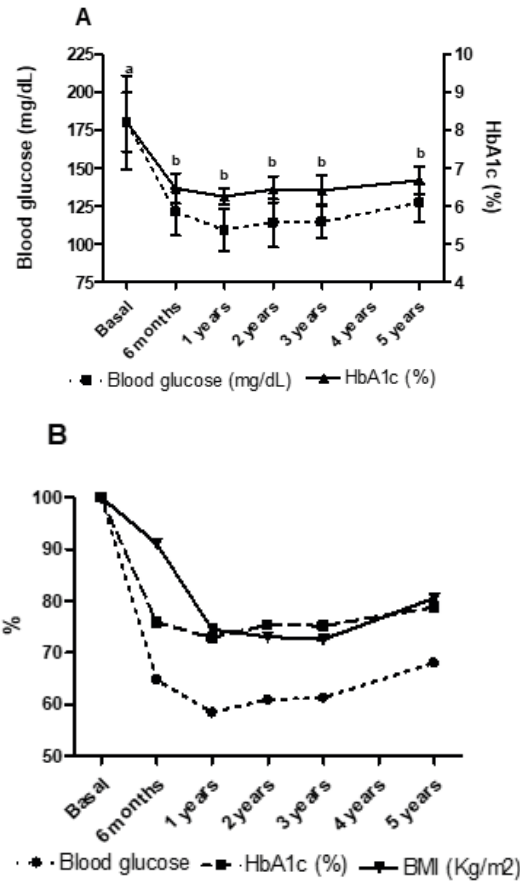 A
225
200
175
150
125
100
75
Blood glucose (mg/dL)
10
9
8
7
6
5
4
HbA1c (%)
a
b
b
b
b
b
Basal
6 months
1 years
2 years
3 years
4 years
5 years
Blood glucose (mg/dL) HbA1c (%)
B
100
90
80
70
60
50
%
Basal
6 months
1 years
2 years
3 years
4 years
5 years
Blood glucose HbA1c (%) BMI (Kg/m2)